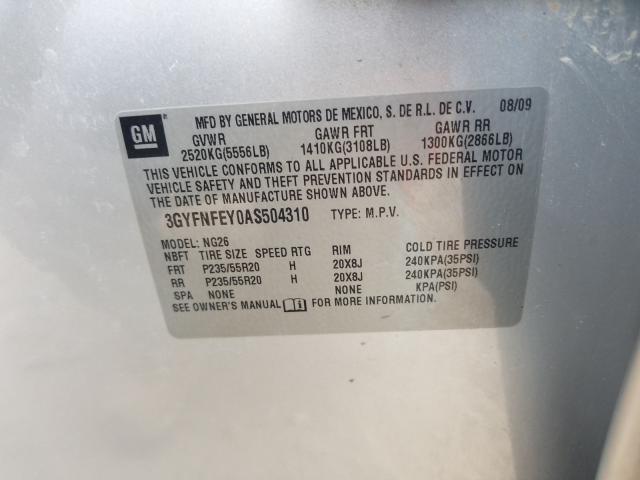 MFD BY GENERAL MOTORS DE MEXICO, S. DE R.L. DE C.V. 08/09
GM
GVWR GAWR FRT GAWR RR
2520KG(5556LB) 1410KG(3108LB) 1300KG(2866LB)
THIS VEHICLE CONFORMS TO ALL APPLICABLE U.S. FEDERAL MOTOR
VEHICLE SAFETY AND THEFT PREVENTION STANDARDS IN EFFECT ON
THE DATE OF MANUFACTURE SHOWN ABOVE.
3GYFNFEY0AS504310 TYPE: M.P.V.
MODEL: NG26
NBFT TIRE SIZE SPEED RTG RIM COLD TIRE PRESSURE
FRT P235/55R20 H 20X8J 240KPA(35PSI)
RR P235/55R20 H 20X8J 240KPA(35PSI)
SPA NONE NONE KPA(PSI)
SEE OWNER'S MANUAL FOR MORE INFORMATION.